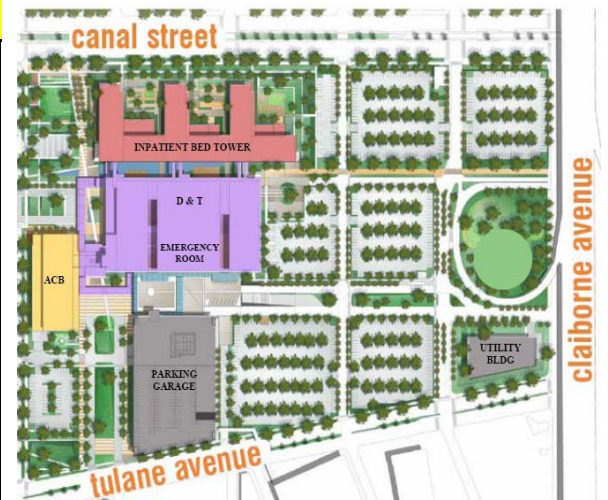 canal street
INPATIENT BED TOWER
D & T
EMERGENCY
ROOM
ACB
claiborne avenue
UTILITY
BLDG
PARKING
GARAGE
tulane avenue